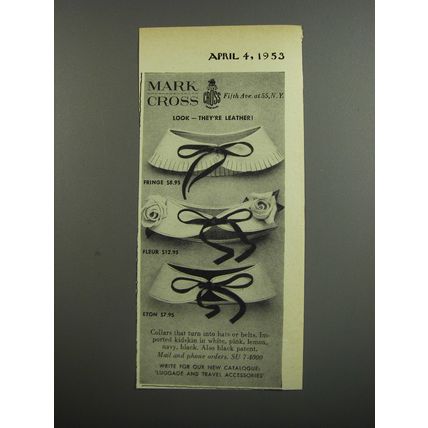 APRIL 4, 1953
MARK
CROSS
CROSS
Fifth Ave. at 55, N.Y.
LOOK — THEY'RE LEATHER!
FRINGE $8.95
FLEUR $12.95
ETON $7.95
Collars that turn into hats or belts. Im-
ported kidskin in white, pink, lemon,
navy, black. Also black patent.
Mail and phone orders. SU 7-4000
WRITE FOR OUR NEW CATALOGUE:
'LUGGAGE AND TRAVEL ACCESSORIES'